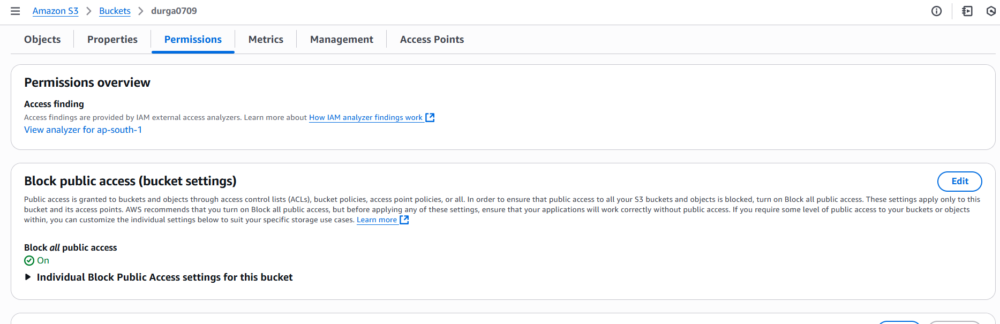 Amazon S3 > Buckets > durga0709
Objects Properties Permissions Metrics Management Access Points
Permissions overview
Access finding
Access findings are provided by IAM external access analyzers. Learn more about How IAM analyzer findings work
View analyzer for ap-south-1
Block public access (bucket settings)
Edit
Public access is granted to buckets and objects through access control lists (ACLs), bucket policies, access point policies, or all. In order to ensure that public access to all your S3 buckets and objects is blocked, turn on Block all public access. These settings apply only to this
bucket and its access points. AWS recommends that you turn on Block all public access, but before applying any of these settings, ensure that your applications will work correctly without public access. If you require some level of public access to your buckets or objects
within, you can customize the individual settings below to suit your specific storage use cases. Learn more
Block all public access
On
Individual Block Public Access settings for this bucket